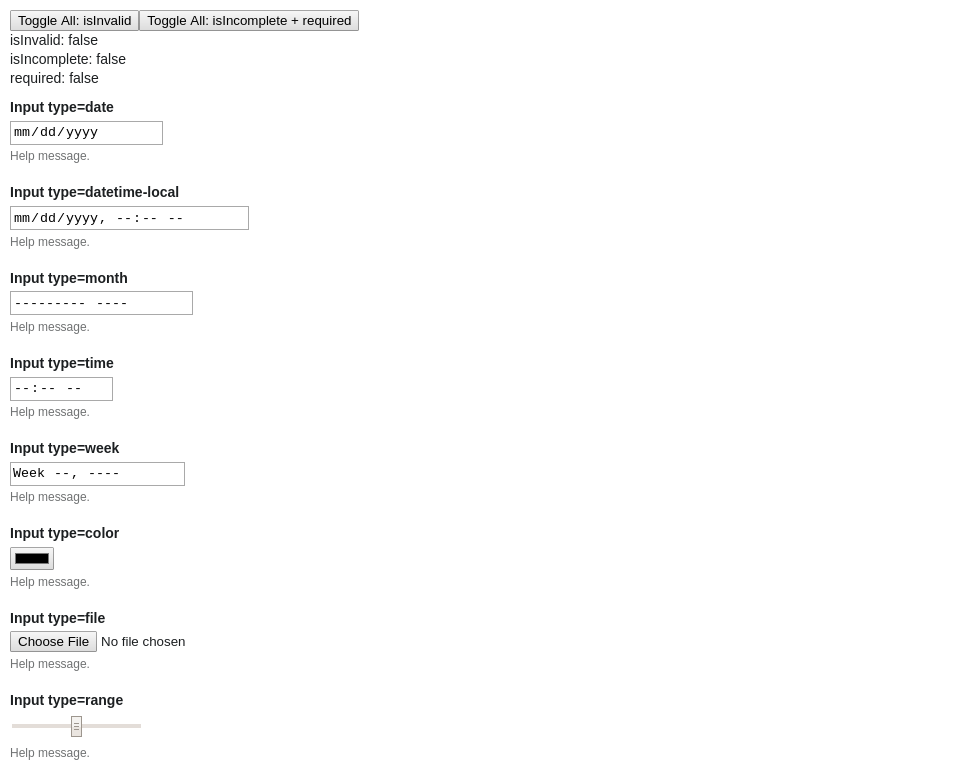 Toggle All: isInvalid Toggle All: isIncomplete + required
isInvalid: false
isIncomplete: false
required: false
Input type=date
mm/dd/yyyy
Help message.
Input type=datetime-local
mm/dd/yyyy, --:-- --
Help message.
Input type=month
--------- ----
Help message.
Input type=time
--:-- --
Help message.
Input type=week
Week --, ----
Help message.
Input type=color
Help message.
Input type=file
Choose File No file chosen
Help message.
Input type=range
Help message.